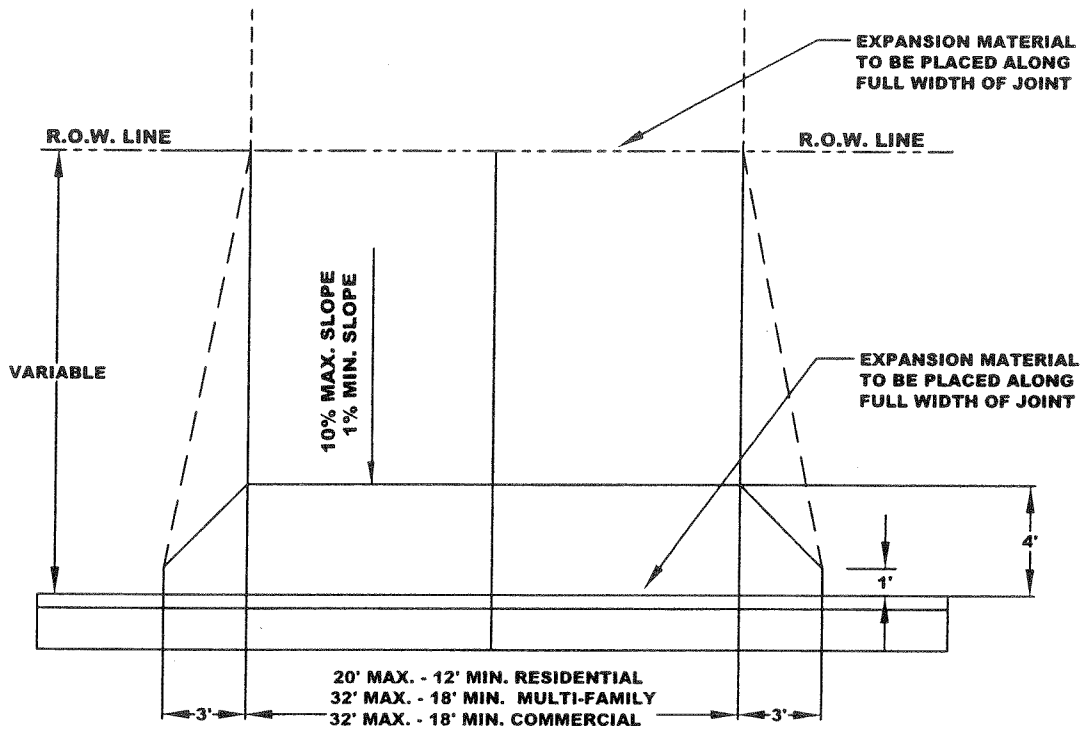 EXPANSION MATERIAL
TO BE PLACED ALONG
FULL WIDTH OF JOINT
R.O.W. LINE
R.O.W. LINE
10% MAX. SLOPE
1% MIN. SLOPE
VARIABLE
EXPANSION MATERIAL
TO BE PLACED ALONG
FULL WIDTH OF JOINT
4'
1'
20' MAX. - 12' MIN. RESIDENTIAL
32' MAX. - 18' MIN. MULTI-FAMILY
32' MAX. - 18' MIN. COMMERCIAL
3'
3'